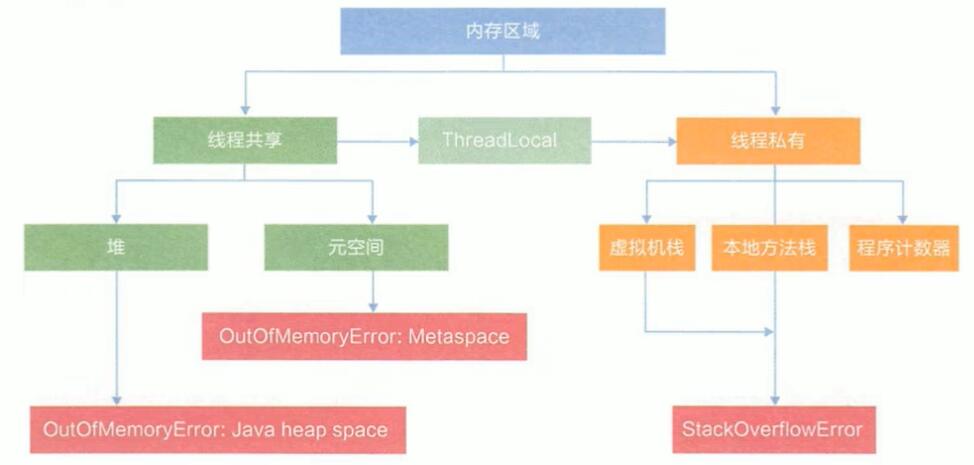 内存区域
线程共享
ThreadLocal
线程私有
堆
元空间
虚拟机栈
本地方法栈
程序计数器
OutOfMemoryError: Metaspace
OutOfMemoryError: Java heap space
StackOverflowError